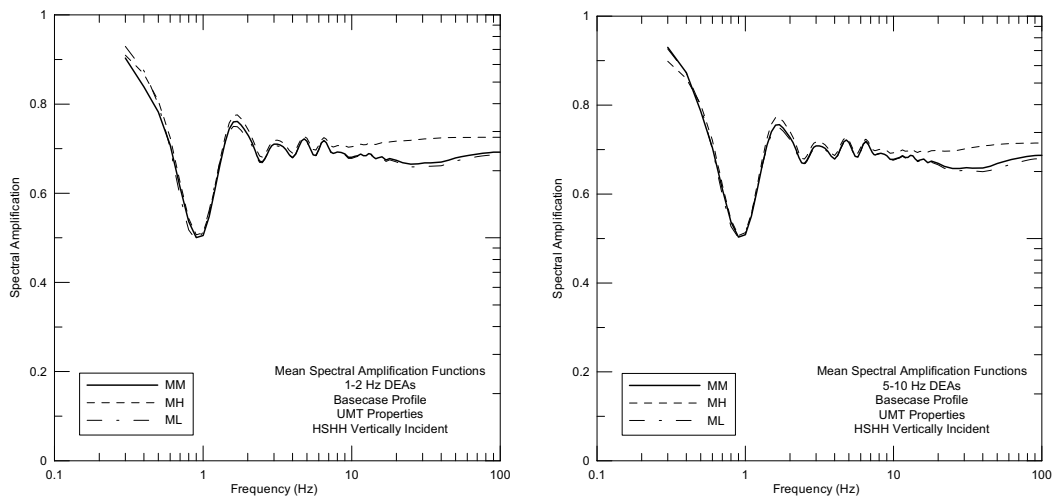 1
0.8
0.6
0.4
0.2
0
Spectral Amplification
0.1
1
10
100
Frequency (Hz)
MM
MH
ML
Mean Spectral Amplification Functions
1-2 Hz DEAs
Basecase Profile
UMT Properties
HSHH Vertically Incident
1
0.8
0.6
0.4
0.2
0
Spectral Amplification
0.1
1
10
100
Frequency (Hz)
MM
MH
ML
Mean Spectral Amplification Functions
5-10 Hz DEAs
Basecase Profile
UMT Properties
HSHH Vertically Incident